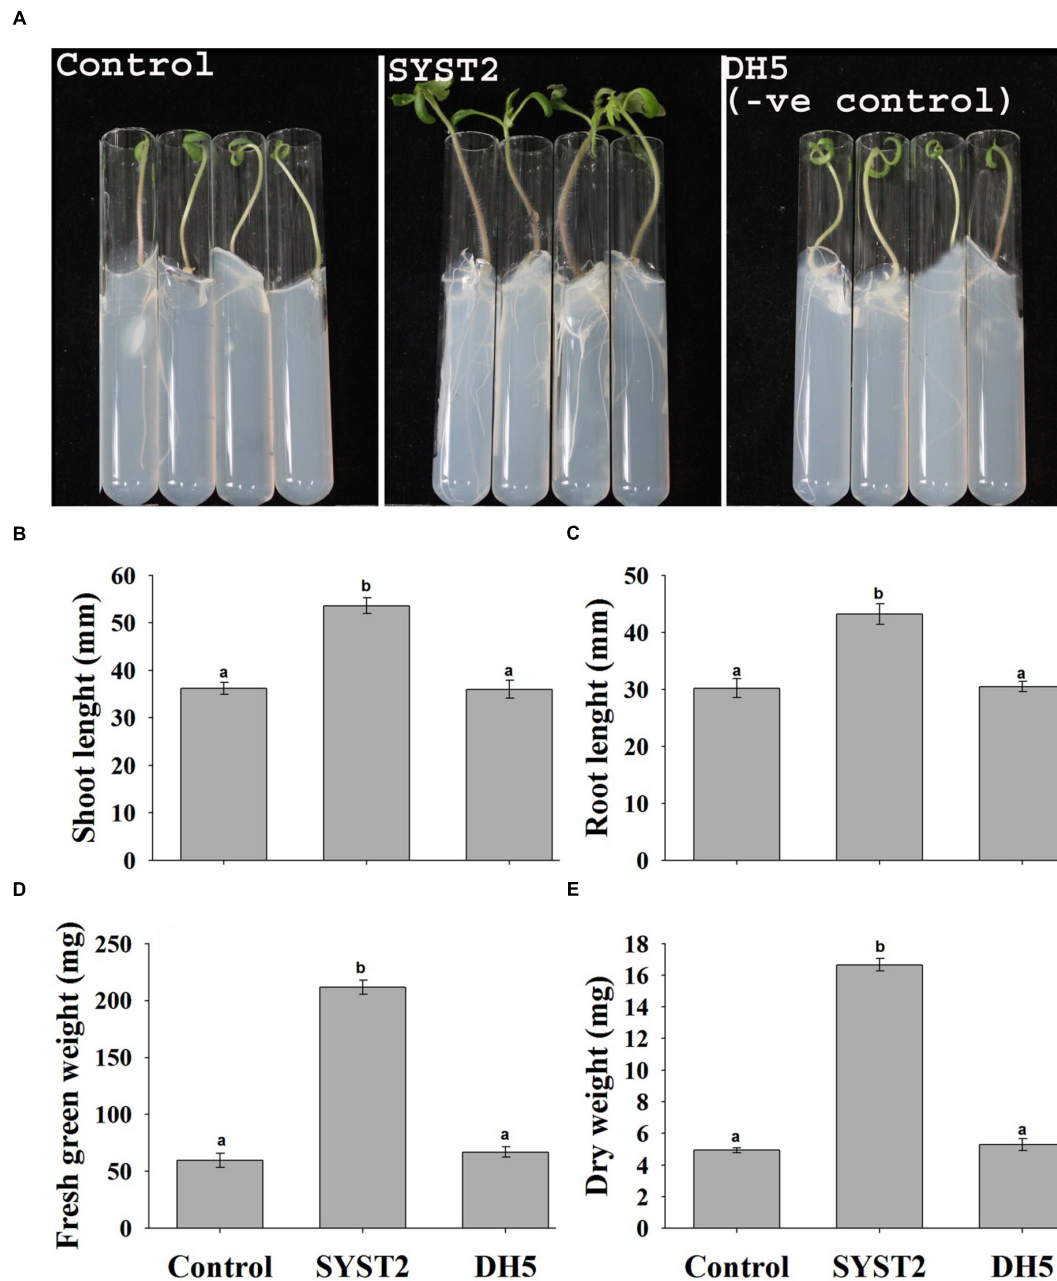 A
Control
SYST2
DH5
(-ve control)
B
Shoot lenght (mm)
60
50
40
30
20
10
0
a
b
a
C
Root lenght (mm)
50
40
30
20
10
0
a
b
a
D
Fresh green weight (mg)
250
200
150
100
50
0
a
b
a
Control SYST2 DH5
E
Dry weight (mg)
18
16
14
12
10
8
6
4
2
0
a
b
a
Control SYST2 DH5